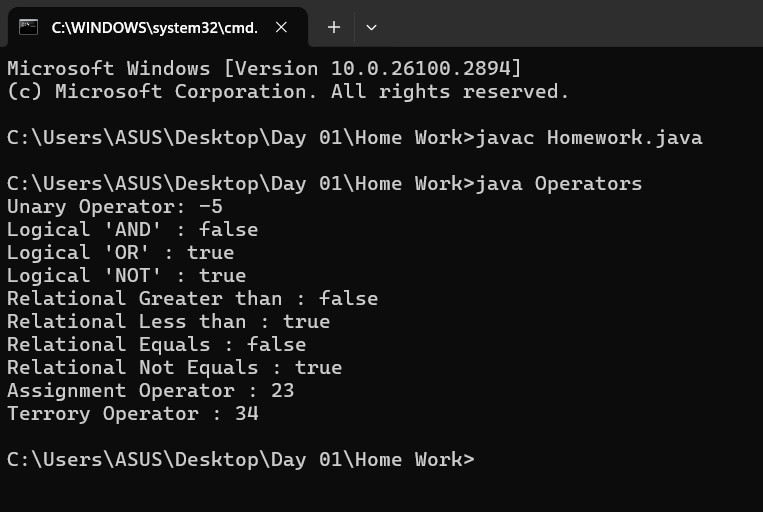 C:\WINDOWS\system32\cmd.
Microsoft Windows [Version 10.0.26100.2894]
(c) Microsoft Corporation. All rights reserved.
C:\Users\ASUS\Desktop\Day 01\Home Work>javac Homework.java
C:\Users\ASUS\Desktop\Day 01\Home Work>java Operators
Unary Operator: -5
Logical 'AND' : false
Logical 'OR' : true
Logical 'NOT' : true
Relational Greater than : false
Relational Less than : true
Relational Equals : false
Relational Not Equals : true
Assignment Operator : 23
Terrory Operator : 34
C:\Users\ASUS\Desktop\Day 01\Home Work>